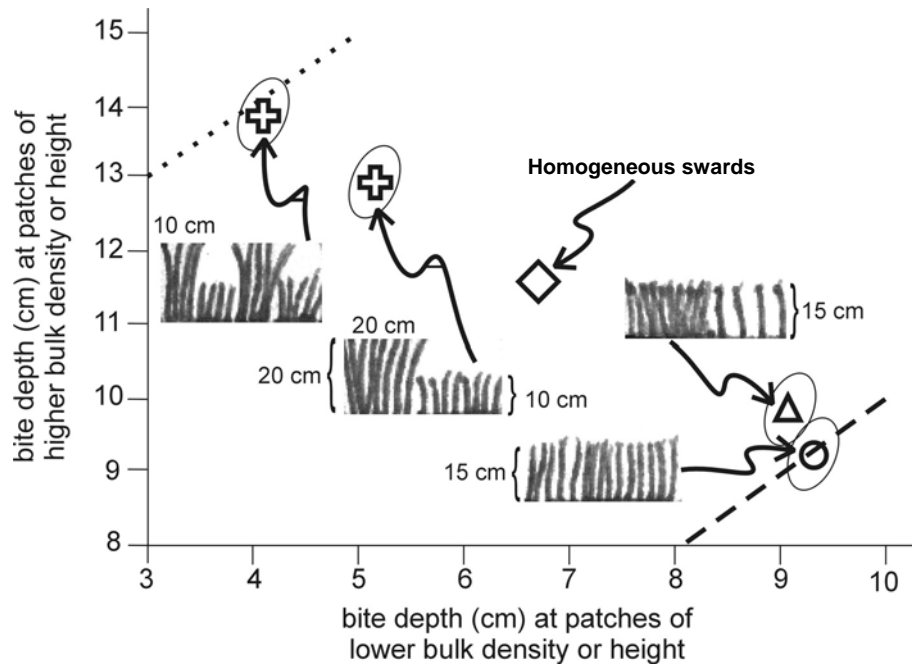 15
14
13
12
11
10
9
8
bite depth (cm) at patches of
higher bulk density or height
Homogeneous swards
10 cm
20 cm
20 cm
10 cm
15 cm
15 cm
3 4 5 6 7 8 9 10
bite depth (cm) at patches of
lower bulk density or height